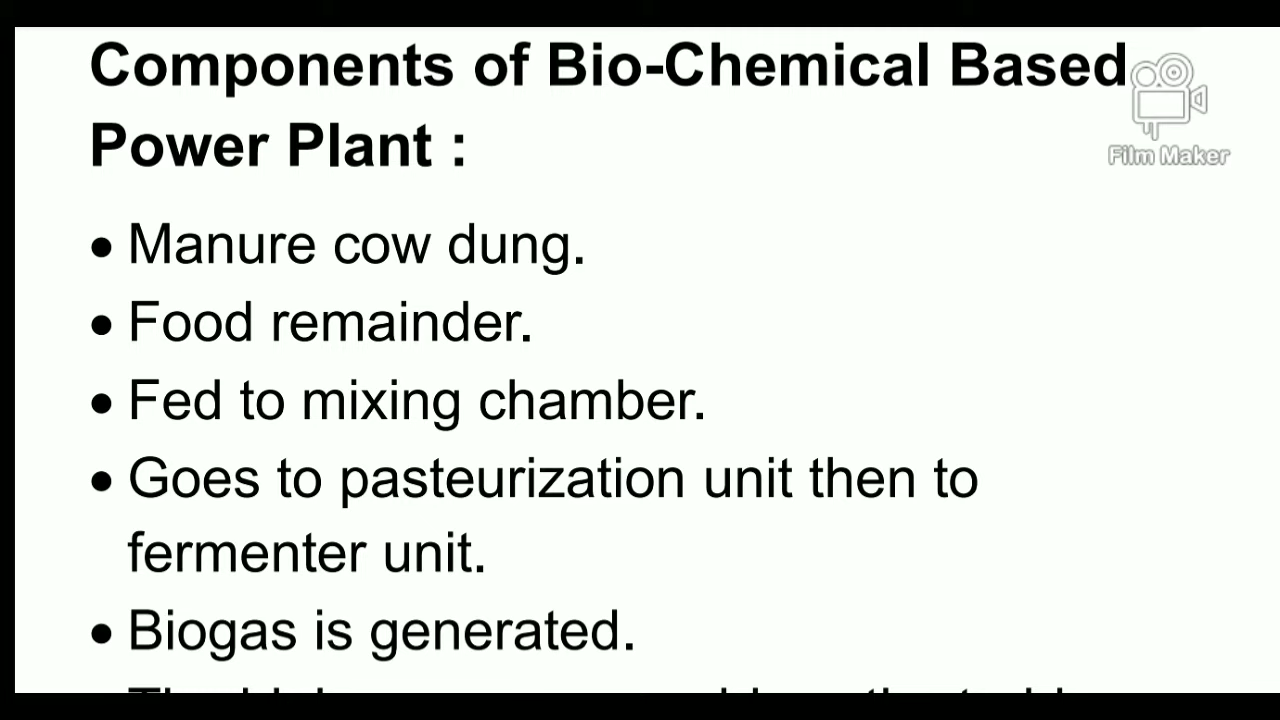 Components of Bio-Chemical Based
Power Plant :
Film Maker
• Manure cow dung.
• Food remainder.
• Fed to mixing chamber.
• Goes to pasteurization unit then to
fermenter unit.
• Biogas is generated.